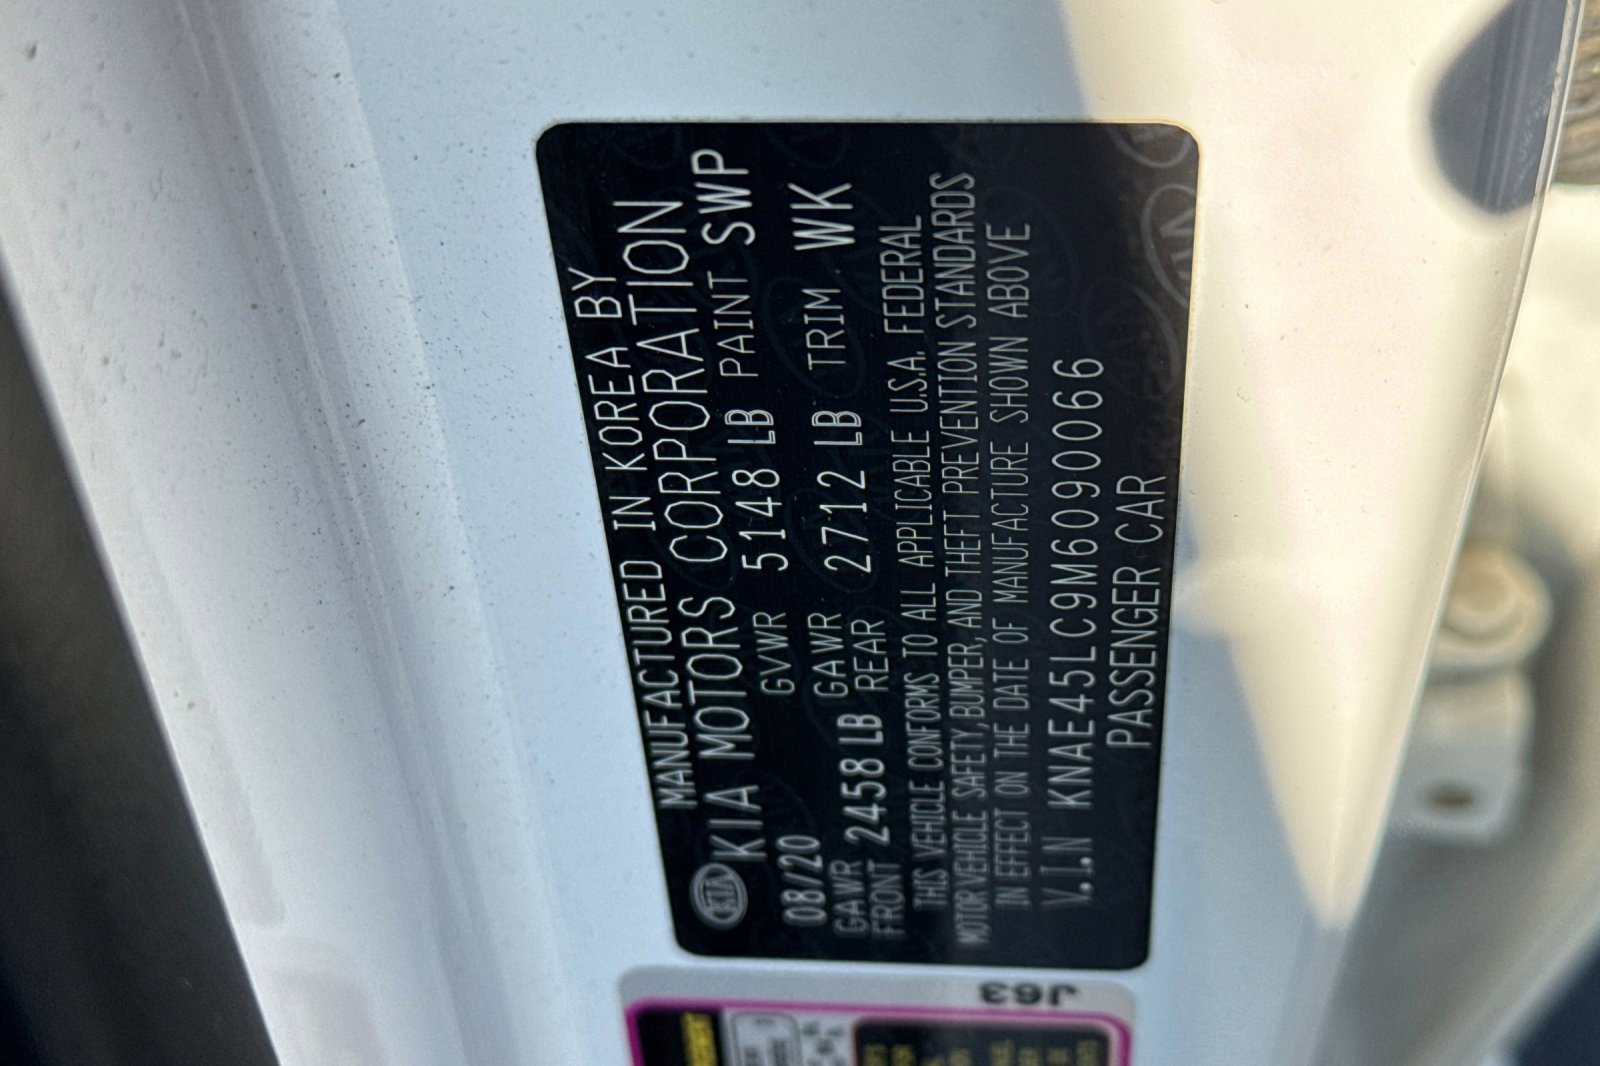 MANUFACTURED IN KOREA BY
KIA KIA MOTORS CORPORATION
08/20 GVWR 5148 LB PAINT SWP
GAWR FRONT 2458 LB GAWR REAR 2712 LB TRIM WK
THIS VEHICLE CONFORMS TO ALL APPLICABLE U.S.A. FEDERAL
MOTOR VEHICLE SAFETY, BUMPER, AND THEFT PREVENTION STANDARDS
IN EFFECT ON THE DATE OF MANUFACTURE SHOWN ABOVE
V.I.N KNAE45LC9M6090066
PASSENGER CAR
J63